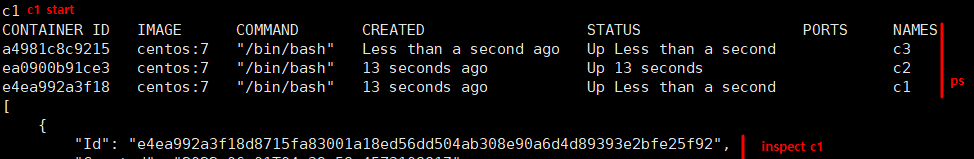 c1 c1 start
CONTAINER ID IMAGE COMMAND CREATED STATUS PORTS NAMES
a4981c8c9215 centos:7 "/bin/bash" Less than a second ago Up Less than a second c3
ea0900b91ce3 centos:7 "/bin/bash" 13 seconds ago Up 13 seconds c2
e4ea992a3f18 centos:7 "/bin/bash" 13 seconds ago Up Less than a second c1
ps
[
{
"Id": "e4ea992a3f18d8715fa83001a18ed56dd504ab308e90a6d4d89393e2bfe25f92", inspect c1